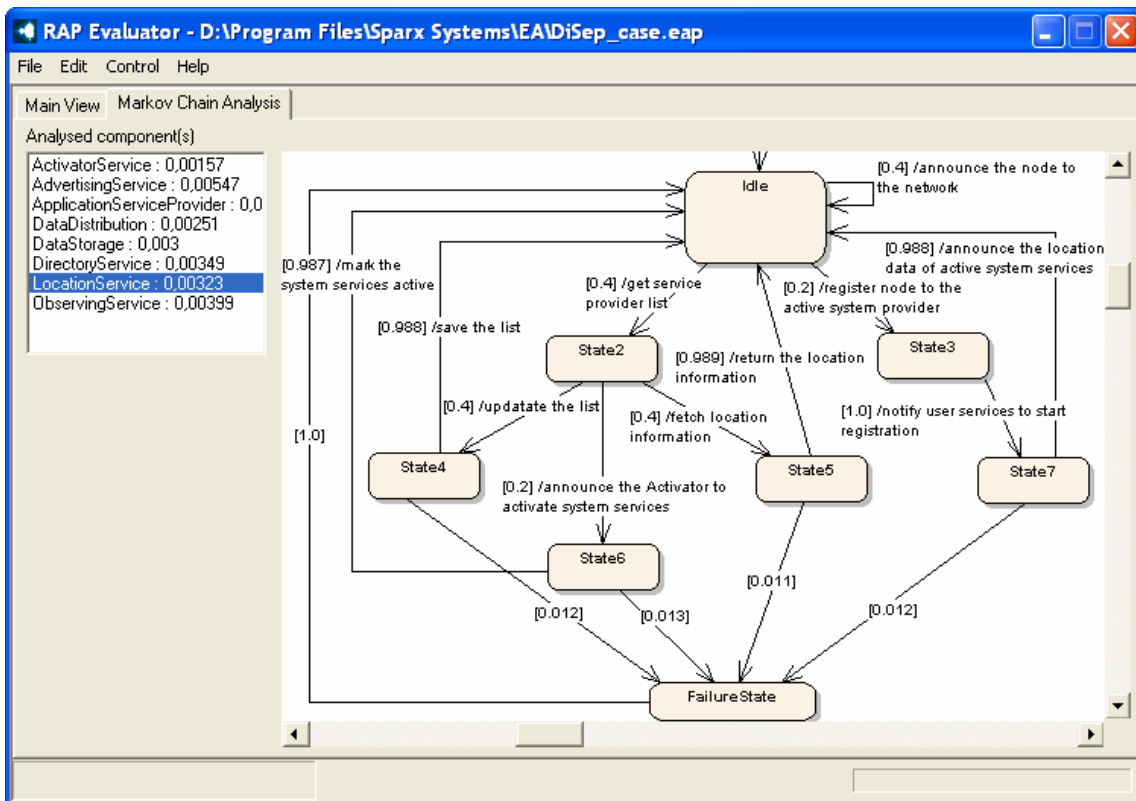 RAP Evaluator - D:\Program Files\Sparx Systems\EA\DiSep_case.eap
File Edit Control Help
Main View Markov Chain Analysis
Analysed component(s)
ActivatorService : 0,00157
AdvertisingService : 0,00547
ApplicationServiceProvider : 0,0
DataDistribution : 0,00251
DataStorage : 0,003
DirectoryService : 0,00349
LocationService : 0,00323
ObservingService : 0,00399
Idle
[0.4] /announce the node to
the network
[0.988] /announce the location
data of active system services
[0.987] /mark the
system services active
[0.4] /get service
provider list
[0.2] /register node to the
active system provider
[0.988] /save the list
State2
State3
[0.989] /return the location
information
[0.4] /updatate the list
[0.4] /fetch location
information
[1.0] /notify user services to start
registration
[1.0]
State4
State5
State7
[0.2] /announce the Activator to
activate system services
State6
[0.012]
[0.013]
[0.011]
[0.012]
FailureState